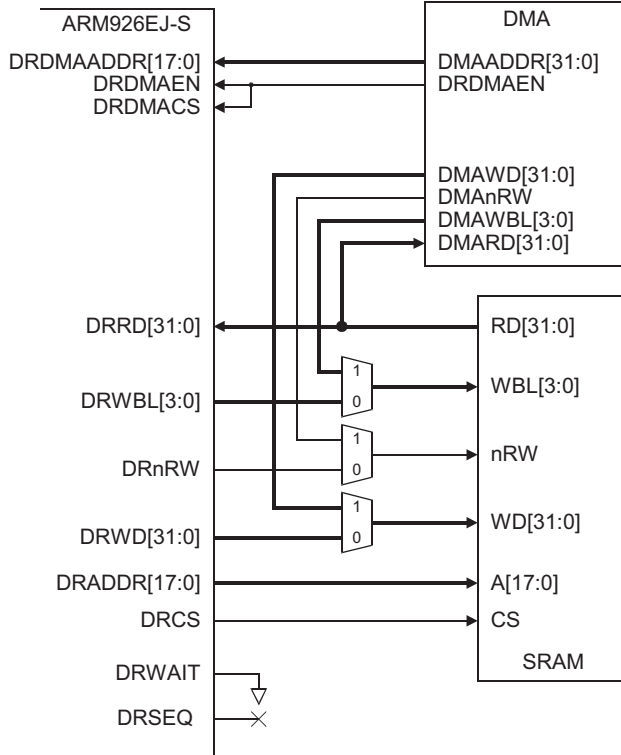 ARM926EJ-S
DMA
DRDMAADDR[17:0]
DMAADDR[31:0]
DRDMAEN
DRDMAEN
DRDMACS
DMAWD[31:0]
DMAnRW
DMAWBL[3:0]
DMARD[31:0]
DRRD[31:0]
RD[31:0]
1
WBL[3:0]
DRWBL[3:0]
0
1
nRW
DRnRW
0
1
WD[31:0]
DRWD[31:0]
0
DRADDR[17:0]
A[17:0]
DRCS
CS
SRAM
DRWAIT
DRSEQ